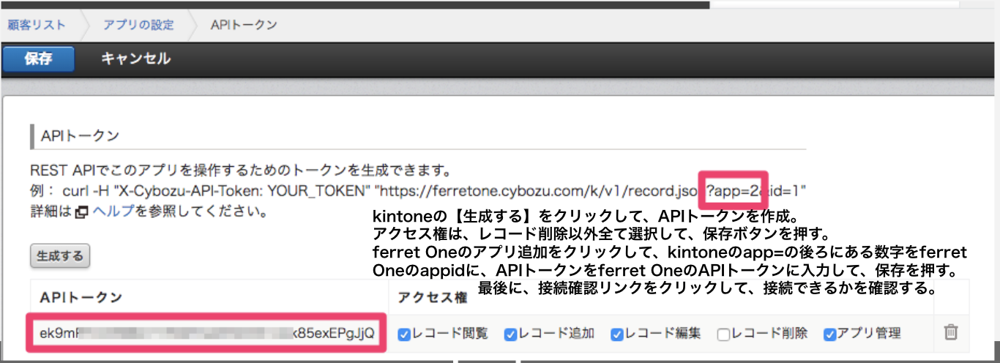 顧客リスト アプリの設定 APIトークン
保存 キャンセル
APIトークン
REST APIでこのアプリを操作するためのトークンを生成できます。
例： curl -H "X-Cybozu-API-Token: YOUR_TOKEN" "https://ferretone.cybozu.com/k/v1/record.jso ?app=2&id=1"
詳細は ヘルプを参照してください。
kintoneの【生成する】をクリックして、APIトークンを作成。
アクセス権は、レコード削除以外全て選択して、保存ボタンを押す。
ferret Oneのアプリ追加をクリックして、kintoneのapp=の後ろにある数字をferret
Oneのappidに、APIトークンをferret OneのAPIトークンに入力して、保存を押す。
最後に、接続確認リンクをクリックして、接続できるかを確認する。
生成する
APIトークン アクセス権
ek9m k85exEPgJjQ レコード閲覧 レコード追加 レコード編集 レコード削除 アプリ管理